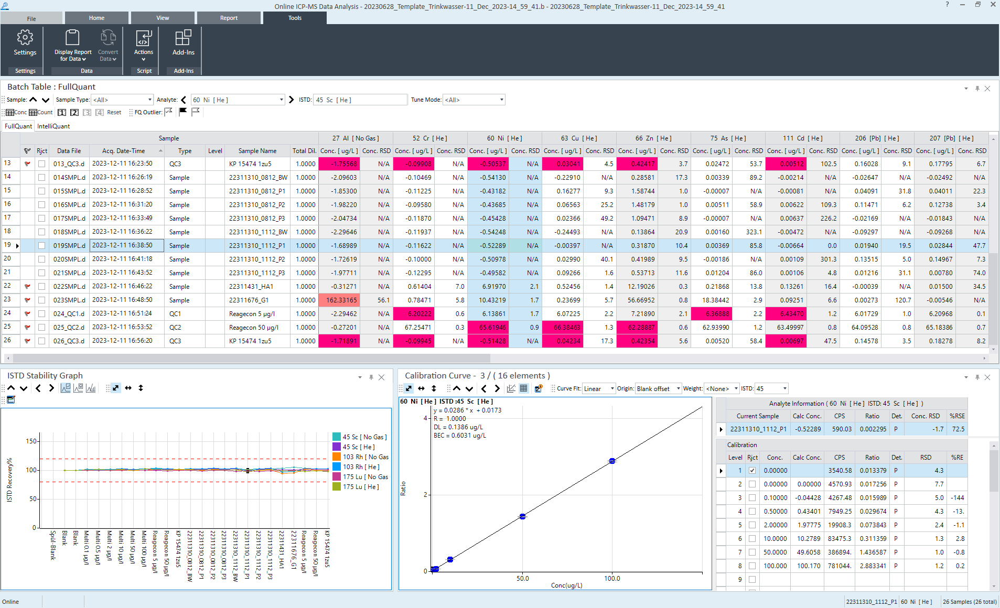 Online ICP-MS Data Analysis - 20230628_Template_Trinkwasser-11_Dec_2023-14_59_41.b - 20230628_Template_Trinkwasser-11_Dec_2023-14_59_41
File Home View Report Tools
Settings Display Report for Data Convert Data Actions Add-Ins
Settings Data Script Add-Ins
Batch Table : FullQuant
Sample: Sample Type: <All> Analyte: 60 Ni [ He ] ISTD: 45 Sc [ He ] Tune Mode: <All>
Conc Count 1 2 3 4 Reset FQ Outlier:
FullQuant IntelliQuant
Sample 27 Al [ No Gas ] 52 Cr [ He ] 60 Ni [ He ] 63 Cu [ He ] 66 Zn [ He ] 75 As [ He ] 111 Cd [ He ] 206 [Pb] [ He ] 207 [Pb] [ He ]
Rjct Data File Acq. Date-Time Type Level Sample Name Total Dil. Conc. [ ug/L ] Conc. RSD Conc. [ ug/L ] Conc. RSD Conc. [ ug/L ] Conc. RSD Conc. [ ug/L ] Conc. RSD Conc. [ ug/L ] Conc. RSD Conc. [ ug/L ] Conc. RSD Conc. [ ug/L ] Conc. RSD Conc. [ ug/L ] Conc. RSD Conc. [ ug/L ] Conc. RSD
13 013_QC3.d 2023-12-11 16:23:50 QC3 KP 15474 1zu5 1.0000 -1.75568 N/A -0.09908 N/A -0.50537 N/A 0.03041 4.5 0.42417 3.7 0.02472 53.7 0.00512 102.5 0.16028 9.1 0.17795 6.7
14 014SMPL.d 2023-12-11 16:26:19 Sample 22311310_0812_BW 1.0000 -2.09603 N/A -0.10469 N/A -0.54130 N/A -0.22910 N/A 0.28581 17.3 0.00339 89.2 -0.00214 N/A -0.02647 N/A -0.02492 N/A
15 015SMPL.d 2023-12-11 16:28:52 Sample 22311310_0812_P1 1.0000 -1.85300 N/A -0.11225 N/A -0.43182 N/A 0.16277 9.3 1.58744 1.0 -0.00007 N/A -0.00081 N/A 0.04091 31.8 0.04011 22.3
16 016SMPL.d 2023-12-11 16:31:20 Sample 22311310_0812_P2 1.0000 -1.98220 N/A -0.09580 N/A -0.43685 N/A 0.06563 25.2 1.48179 1.0 0.00511 58.9 0.00622 109.3 0.11471 6.2 0.12738 3.4
17 017SMPL.d 2023-12-11 16:33:49 Sample 22311310_0812_P3 1.0000 -2.04734 N/A -0.11870 N/A -0.45428 N/A 0.02366 49.2 1.09471 8.9 -0.00007 N/A 0.00637 226.2 -0.02169 N/A -0.01843 N/A
18 018SMPL.d 2023-12-11 16:36:22 Sample 22311310_1112_BW 1.0000 -2.29646 N/A -0.11937 N/A -0.54248 N/A -0.24493 N/A 0.13864 20.9 0.00160 323.1 -0.00472 N/A -0.09297 N/A -0.09268 N/A
19 019SMPL.d 2023-12-11 16:38:50 Sample 22311310_1112_P1 1.0000 -1.68989 N/A -0.11622 N/A -0.52289 N/A -0.00397 N/A 0.31870 10.4 0.00369 85.8 -0.00664 0.0 0.01940 19.5 0.02844 47.7
20 020SMPL.d 2023-12-11 16:41:18 Sample 22311310_1112_P2 1.0000 -1.72619 N/A -0.10000 N/A -0.50978 N/A 0.02990 40.1 0.41989 9.5 -0.00186 N/A 0.00109 301.3 0.13515 5.0 0.14967 7.3
21 021SMPL.d 2023-12-11 16:43:52 Sample 22311310_1112_P3 1.0000 -1.97711 N/A -0.12295 N/A -0.49582 N/A 0.09266 1.6 0.53713 11.6 0.01204 86.0 0.00106 4.8 0.01216 31.1 0.00780 74.0
22 022SMPL.d 2023-12-11 16:46:22 Sample 22311431_HA1 1.0000 -0.31271 N/A 0.61404 7.0 6.91970 2.1 0.52456 1.4 12.19026 0.3 0.21868 13.8 0.13261 16.4 -0.00039 N/A 0.01500 34.5
23 023SMPL.d 2023-12-11 16:48:50 Sample 22311676_G1 1.0000 162.33165 56.1 0.78471 5.8 10.43219 1.7 0.23699 5.7 56.66952 0.8 18.38442 2.9 0.09251 6.6 0.00273 120.7 -0.00546 N/A
24 024_QC1.d 2023-12-11 16:51:24 QC1 Reagecon 5 µg/l 1.0000 -2.29462 N/A 6.20222 0.6 6.13861 1.7 6.07225 2.2 7.21890 2.1 6.36888 2.2 6.43470 1.2 6.01729 1.0 6.20968 0.1
25 025_QC2.d 2023-12-11 16:53:52 QC2 Reagecon 50 µg/l 1.0000 -0.27201 N/A 67.25471 0.3 65.61946 0.9 66.38463 1.3 62.28887 0.6 62.93990 1.2 63.49997 0.8 64.09528 0.8 65.18386 0.7
26 026_QC3.d 2023-12-11 16:56:20 QC3 KP 15474 1zu5 1.0000 -1.71891 N/A -0.09945 N/A -0.51428 N/A 0.04234 17.3 0.42354 5.6 0.00520 58.4 0.00697 47.5 0.14578 3.5 0.18278 8.2
ISTD Stability Graph
ISTD Recovery%
150
100
50
0
45 Sc [ No Gas ]
45 Sc [ He ]
103 Rh [ No Gas
103 Rh [ He ]
175 Lu [ No Gas
175 Lu [ He ]
Spül-Blank
Blank
Blank
Multi 0.1 µg/l
Multi 0.5 µg/l
Multi 2 µg/l
Multi 10 µg/l
Multi 50 µg/l
Multi 100 µg/l
Reagecon 5 µg/l
Reagecon 50 µg/l
KP 15474 1zu5
22311310_0812_BW
22311310_0812_P1
22311310_0812_P2
22311310_0812_P3
22311310_1112_BW
22311310_1112_P1
22311310_1112_P2
22311310_1112_P3
22311431_HA1
22311676_G1
Reagecon 5 µg/l
Reagecon 50 µg/l
KP 15474 1zu5
Calibration Curve - 3 / ( 16 elements )
Curve Fit: Linear Origin: Blank offset Weight: <None> ISTD: 45
60 Ni [ He ] ISTD :45 Sc [ He ]
y = 0.0286 * x + 0.0173
R = 1.0000
DL = 0.1386 ug/L
BEC = 0.6031 ug/L
Ratio
4
2
0
50.0 100.0
Conc(ug/L)
Analyte Information ( 60 Ni [ He ] ISTD: 45 Sc [ He ] )
Current Sample Calc Conc. CPS Ratio Det. Conc. RSD %RSE
22311310_1112_P1 -0.52289 590.03 0.002295 P -1.7 72.5
Calibration
Level Rjct Conc. Calc Conc. CPS Ratio Det. RSD %RE
1 0.00000 3540.58 0.013379 P 4.3
2 0.00000 0.00000 4570.93 0.017256 P 7.7
3 0.10000 -0.04428 4267.48 0.015989 P 5.0 -144
4 0.50000 0.43401 7949.25 0.029674 P 4.3 -13.
5 2.00000 1.97775 19908.3 0.073843 P 2.4 -1.1
6 10.0000 10.2789 83475.3 0.311359 P 1.3 2.8
7 50.0000 49.6058 386894. 1.436587 P 1.0 -0.8
8 100.000 100.170 781044. 2.883341 P 1.2 0.2
9
Online 22311310_1112_P1 60 Ni [ He ] 26 Samples (26 total)